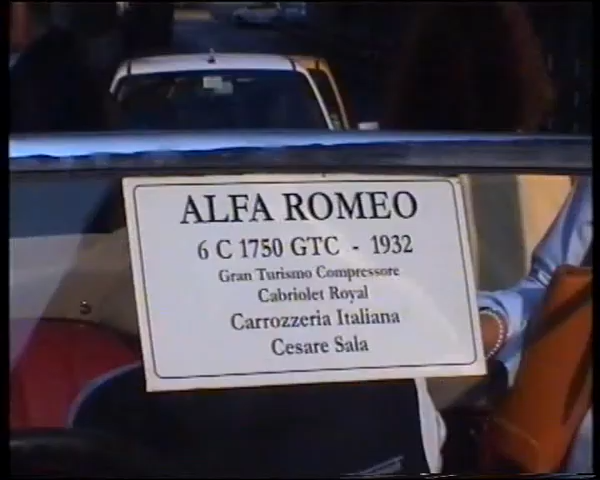 ALFA ROMEO
6 C 1750 GTC - 1932
Gran Turismo Compressore
Cabriolet Royal
Carrozzeria Italiana
Cesare Sala